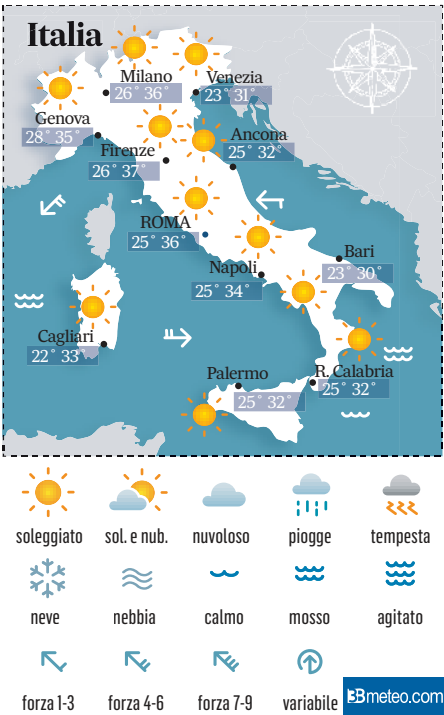 Italia
Milano
26° 36°
Venezia
23° 31°
Genova
28° 35°
Ancona
25° 32°
Firenze
26° 37°
ROMA
25° 36°
Bari
23° 30°
Napoli
25° 34°
Cagliari
22° 33°
Palermo
25° 32°
R. Calabria
25° 32°
soleggiato sol. e nub. nuvoloso piogge tempesta
neve nebbia calmo mosso agitato
forza 1-3 forza 4-6 forza 7-9 variabile
3Bmeteo.com